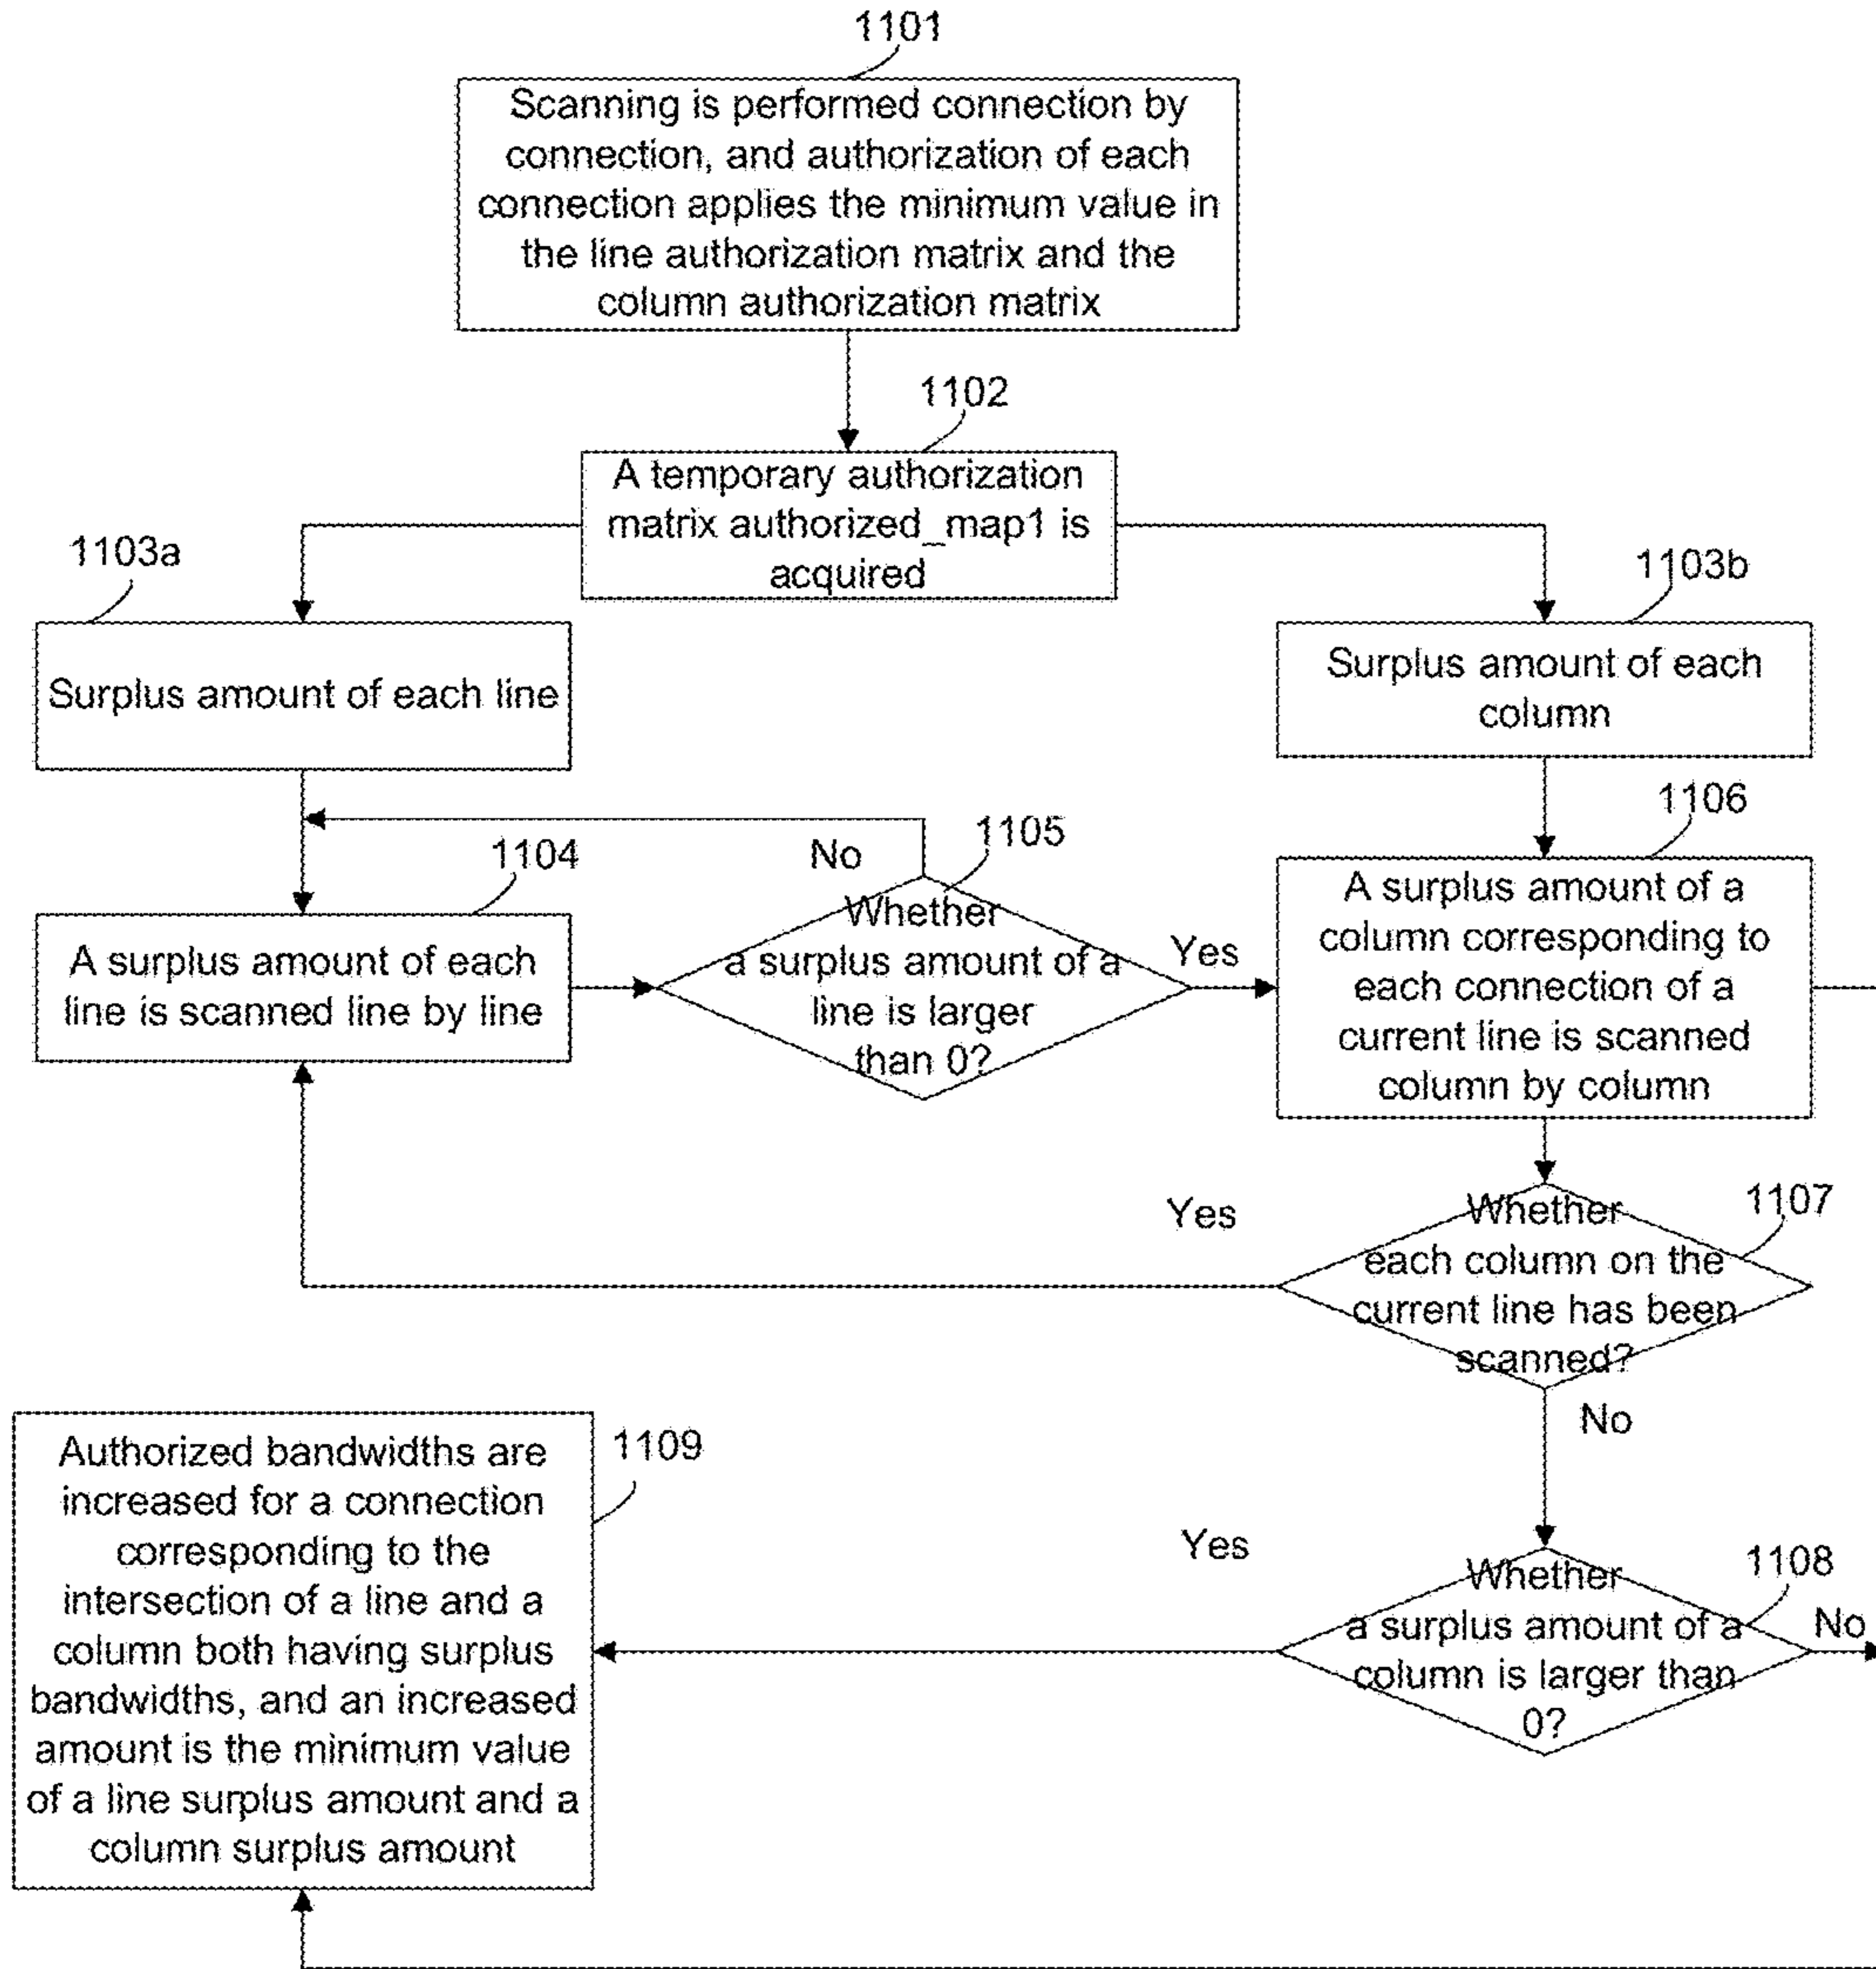 1101
Scanning is performed connection by
connection, and authorization of each
connection applies the minimum value in
the line authorization matrix and the
column authorization matrix
1102
A temporary authorization
matrix authorized_map1 is
acquired
1103a
Surplus amount of each line
1103b
Surplus amount of each
column
1104
A surplus amount of each
line is scanned line by line
No
1105
Whether
a surplus amount of a
line is larger
than 0?
Yes
1106
A surplus amount of a
column corresponding to
each connection of a
current line is scanned
column by column
Yes
1107
Whether
each column on the
current line has been
scanned?
No
1109
Authorized bandwidths are
increased for a connection
corresponding to the
intersection of a line and a
column both having surplus
bandwidths, and an increased
amount is the minimum value
of a line surplus amount and a
column surplus amount
Yes
1108
Whether
a surplus amount of a
column is larger than
0?
No